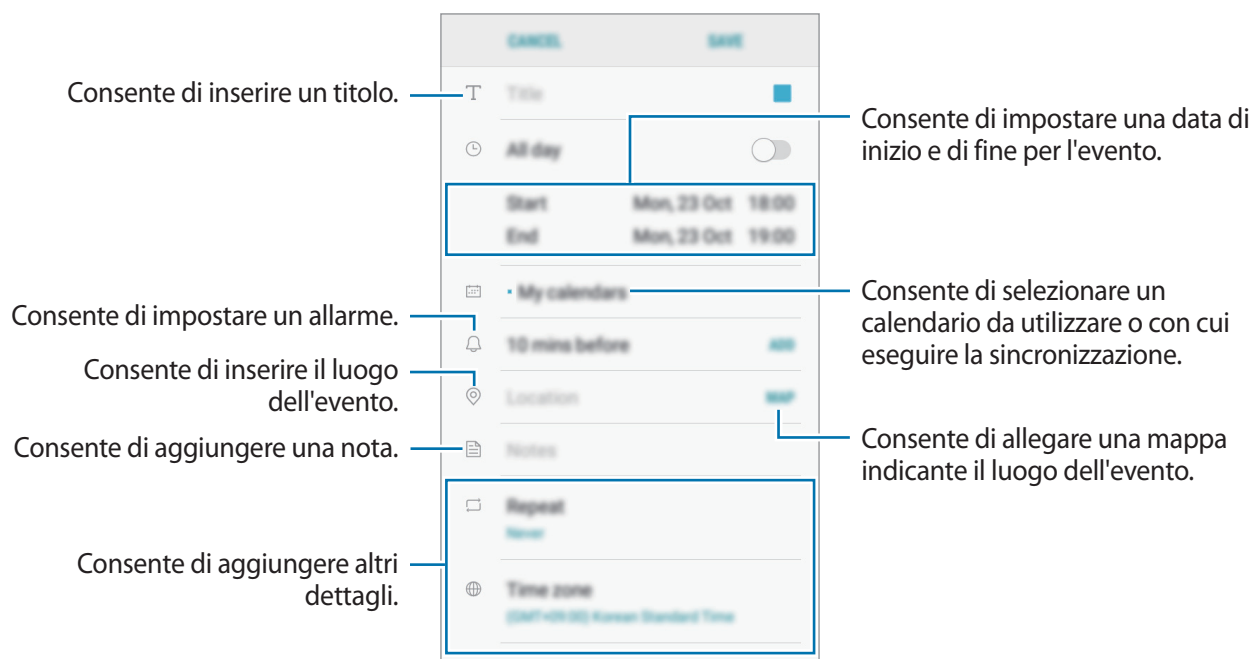 CANCEL
SAVE
Consente di inserire un titolo.
Title
Consente di impostare una data di
inizio e di fine per l'evento.
All day
Start Mon, 23 Oct 18:00
End Mon, 23 Oct 19:00
My calendars
Consente di selezionare un
calendario da utilizzare o con cui
eseguire la sincronizzazione.
Consente di impostare un allarme.
10 mins before
ADD
Consente di inserire il luogo
dell'evento.
Location
MAP
Consente di allegare una mappa
indicante il luogo dell'evento.
Consente di aggiungere una nota.
Notes
Repeat
Never
Consente di aggiungere altri
dettagli.
Time zone
(GMT+09:00) Korean Standard Time